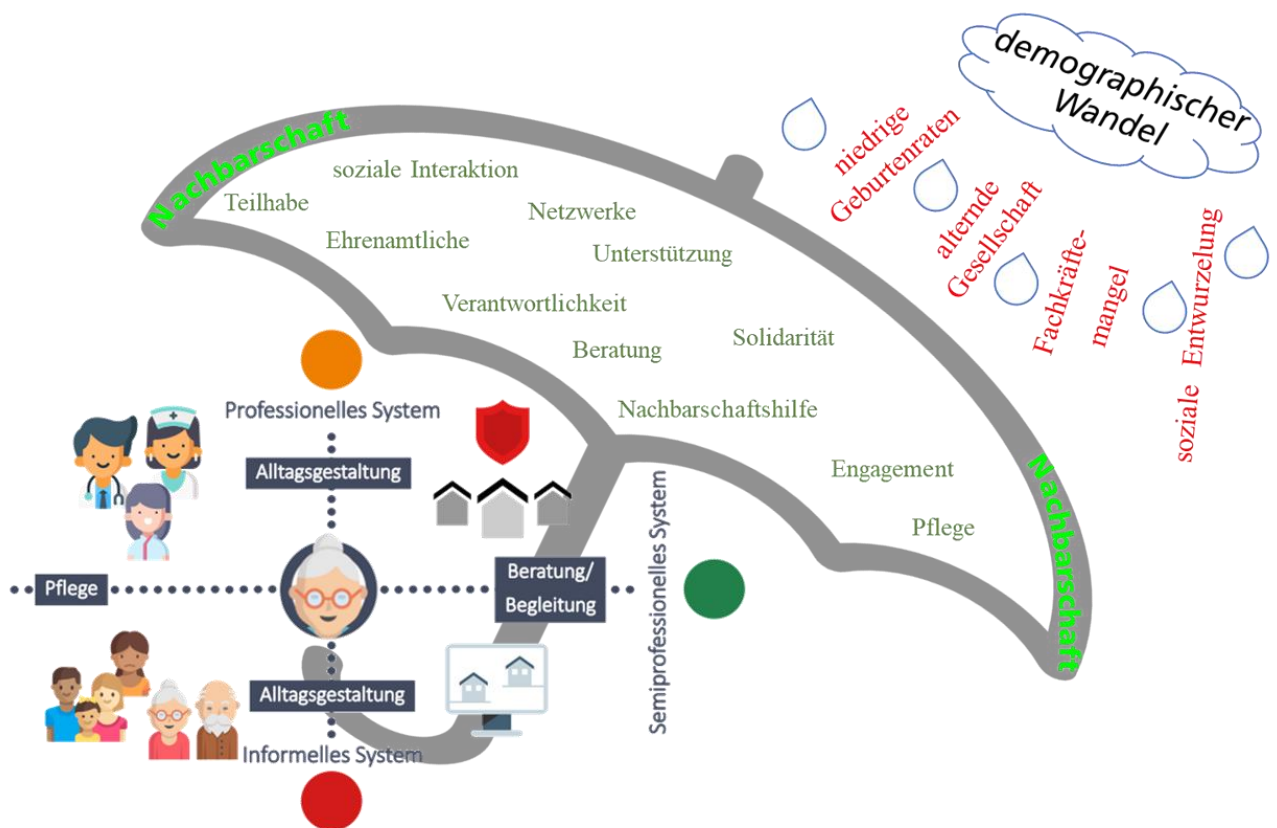 demographischer
Wandel
niedrige
Geburtenraten
alternde
Gesellschaft
Fachkräfte-
mangel
soziale Entwurzelung
Nachbarschaft
soziale Interaktion
Teilhabe
Netzwerke
Ehrenamtliche
Unterstützung
Verantwortlichkeit
Solidarität
Beratung
Nachbarschaftshilfe
Engagement
Pflege
Nachbarschaft
Professionelles System
Alltagsgestaltung
Pflege
Beratung/
Begleitung
Semiprofessionelles System
Alltagsgestaltung
Informelles System